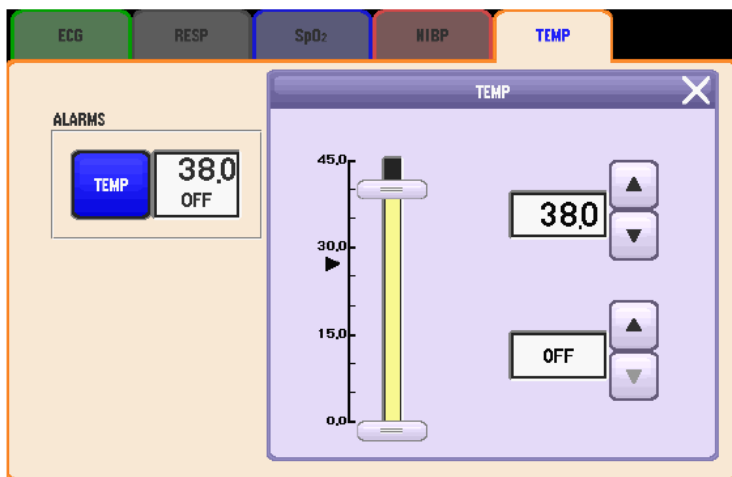 ECG RESP SpO₂ NIBP TEMP
TEMP
ALARMS
TEMP 38.0
OFF
45.0
38.0
30.0
15.0
OFF
0.0